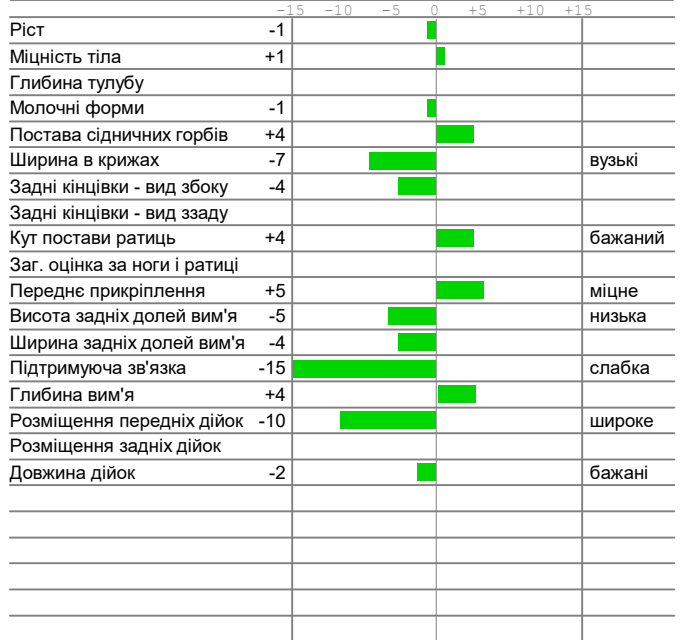 -15 -10 -5 0 +5 +10 +15
Ріст -1
Міцність тіла +1
Глибина тулубу
Молочні форми -1
Постава сідничних горбів +4
Ширина в крижах -7 вузькі
Задні кінцівки - вид збоку -4
Задні кінцівки - вид ззаду
Кут постави ратиць +4 бажаний
Заг. оцінка за ноги і ратиці
Переднє прикріплення +5 міцне
Висота задніх долей вим'я -5 низька
Ширина задніх долей вим'я -4
Підтримуюча зв'язка -15 слабка
Глибина вим'я +4
Розміщення передніх дійок -10 широке
Розміщення задніх дійок
Довжина дійок -2 бажані